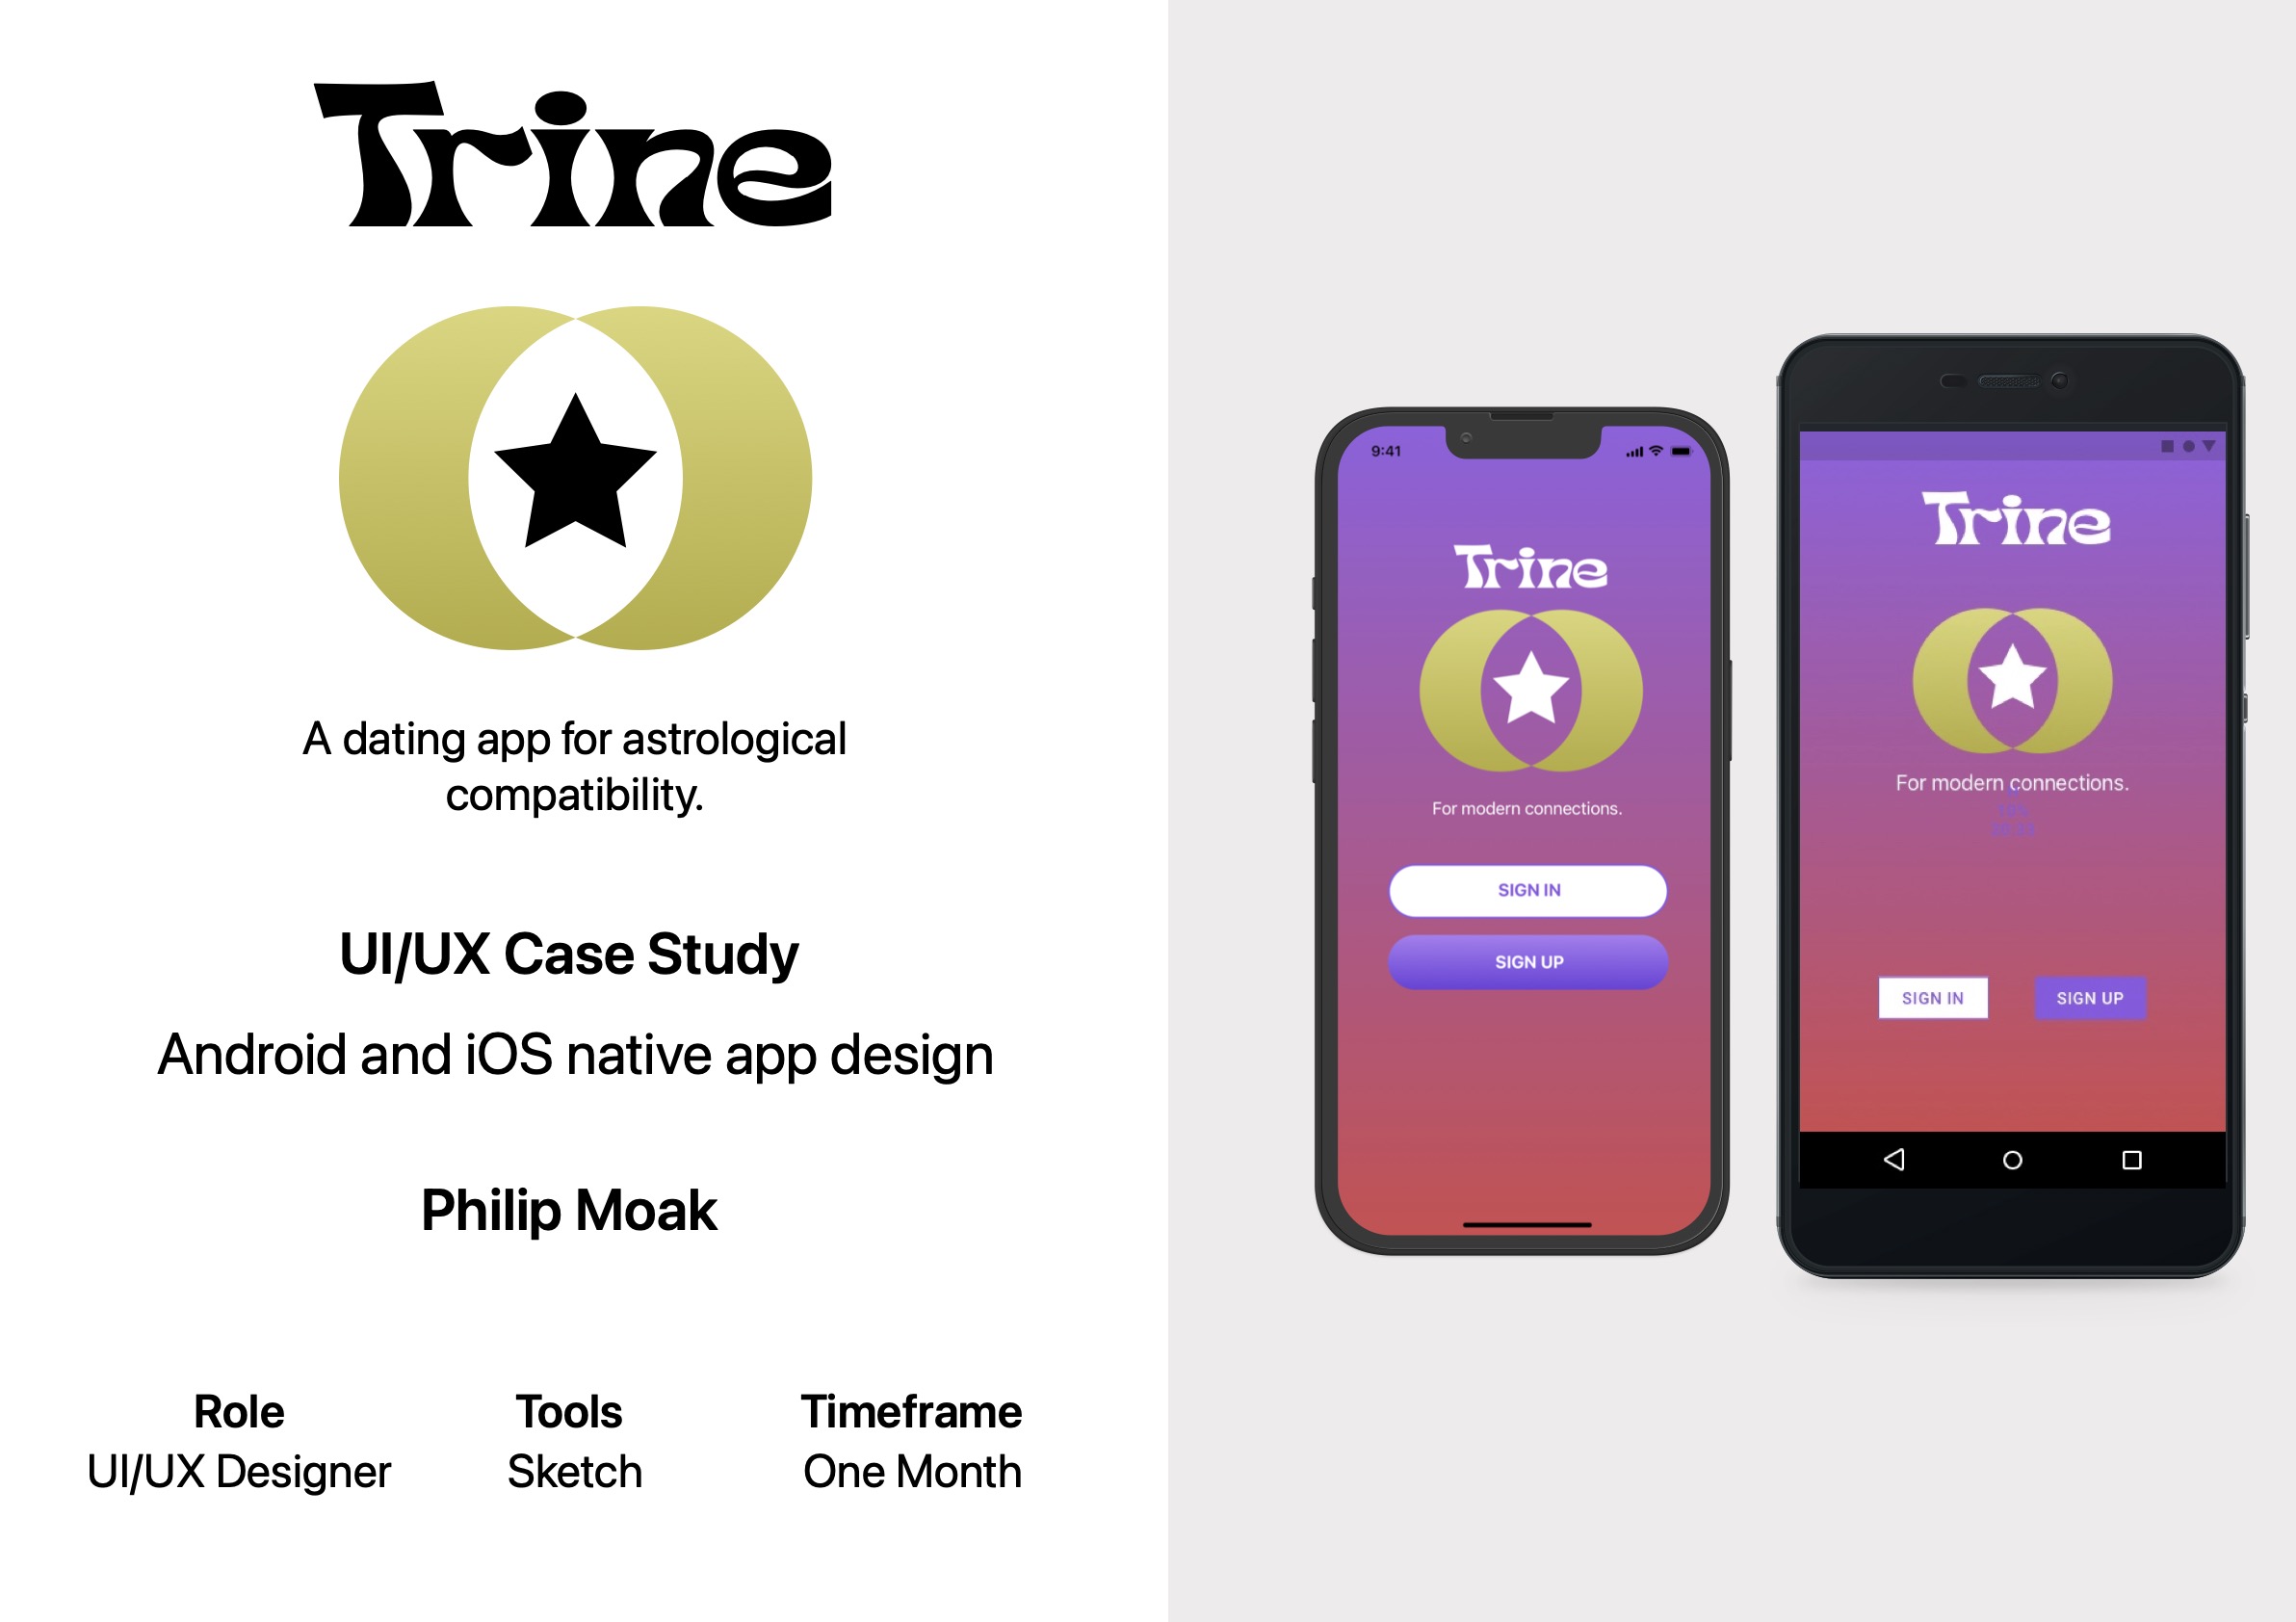 Trine
A dating app for astrological
compatibility.
UI/UX Case Study
Android and iOS native app design
Philip Moak
Role
UI/UX Designer
Tools
Sketch
Timeframe
One Month
9:41
Trine
For modern connections.
SIGN IN
SIGN UP
Trine
For modern connections.
SIGN IN
SIGN UP